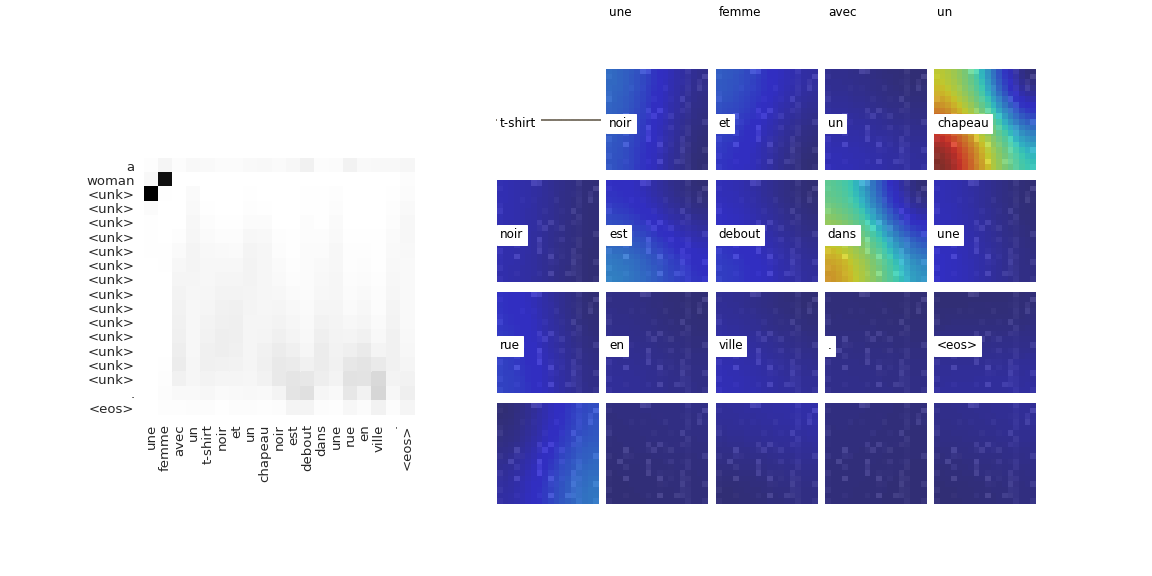 une femme avec un
t-shirt noir et un chapeau
noir est debout dans une
rue en ville . <eos>
a
woman
<unk>
<unk>
<unk>
<unk>
<unk>
<unk>
<unk>
<unk>
<unk>
<unk>
<unk>
<unk>
<unk>
<unk>
.
<eos>
une femme avec un t-shirt noir et un chapeau noir est debout dans une rue en ville . <eos>